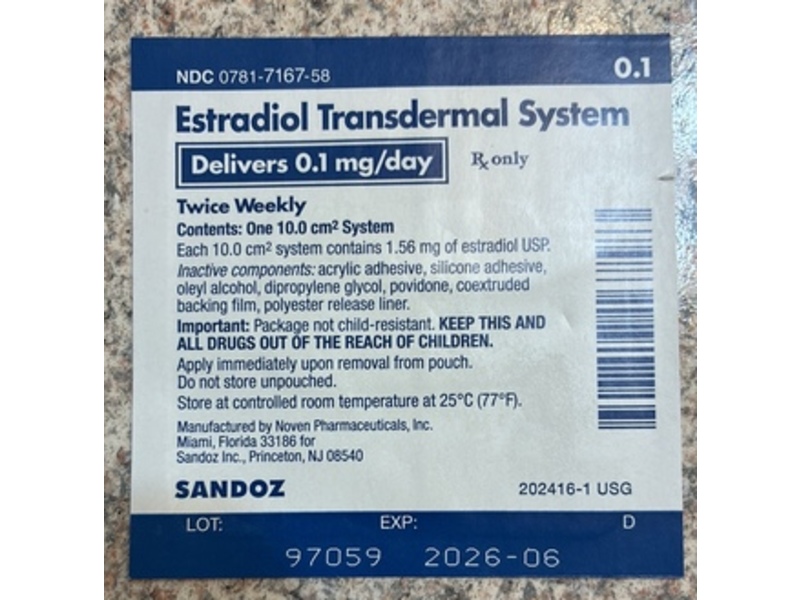 NDC 0781-7167-58 0.1
Estradiol Transdermal System
Delivers 0.1 mg/day Rx only
Twice Weekly
Contents: One 10.0 cm² System
Each 10.0 cm² system contains 1.56 mg of estradiol USP.
Inactive components: acrylic adhesive, silicone adhesive,
oleyl alcohol, dipropylene glycol, povidone, coextruded
backing film, polyester release liner.
Important: Package not child-resistant. KEEP THIS AND
ALL DRUGS OUT OF THE REACH OF CHILDREN.
Apply immediately upon removal from pouch.
Do not store unpouched.
Store at controlled room temperature at 25°C (77°F).
Manufactured by Noven Pharmaceuticals, Inc.
Miami, Florida 33186 for
Sandoz Inc., Princeton, NJ 08540
SANDOZ 202416-1 USG
LOT: EXP: D
97059 2026-06